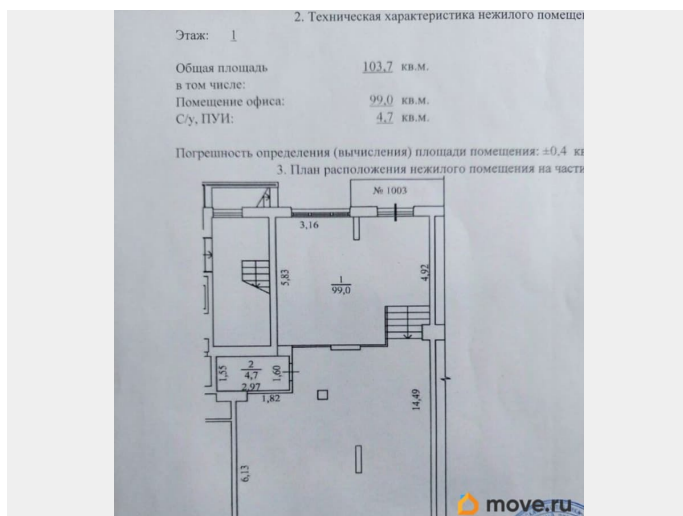 2. Техническая характеристика нежилого помеще
Этаж: 1
Общая площадь 103,7 кв.м.
в том числе:
Помещение офиса: 99,0 кв.м.
С/у, ПУИ: 4,7 кв.м.
Погрешность определения (вычисления) площади помещения: ±0,4 кв
3. План расположения нежилого помещения на части
№ 1003
3,16
5,83
1
99,0
4,92
1,55
2
4,7
1,60
2,97
1,82
14,49
6,13
move.ru